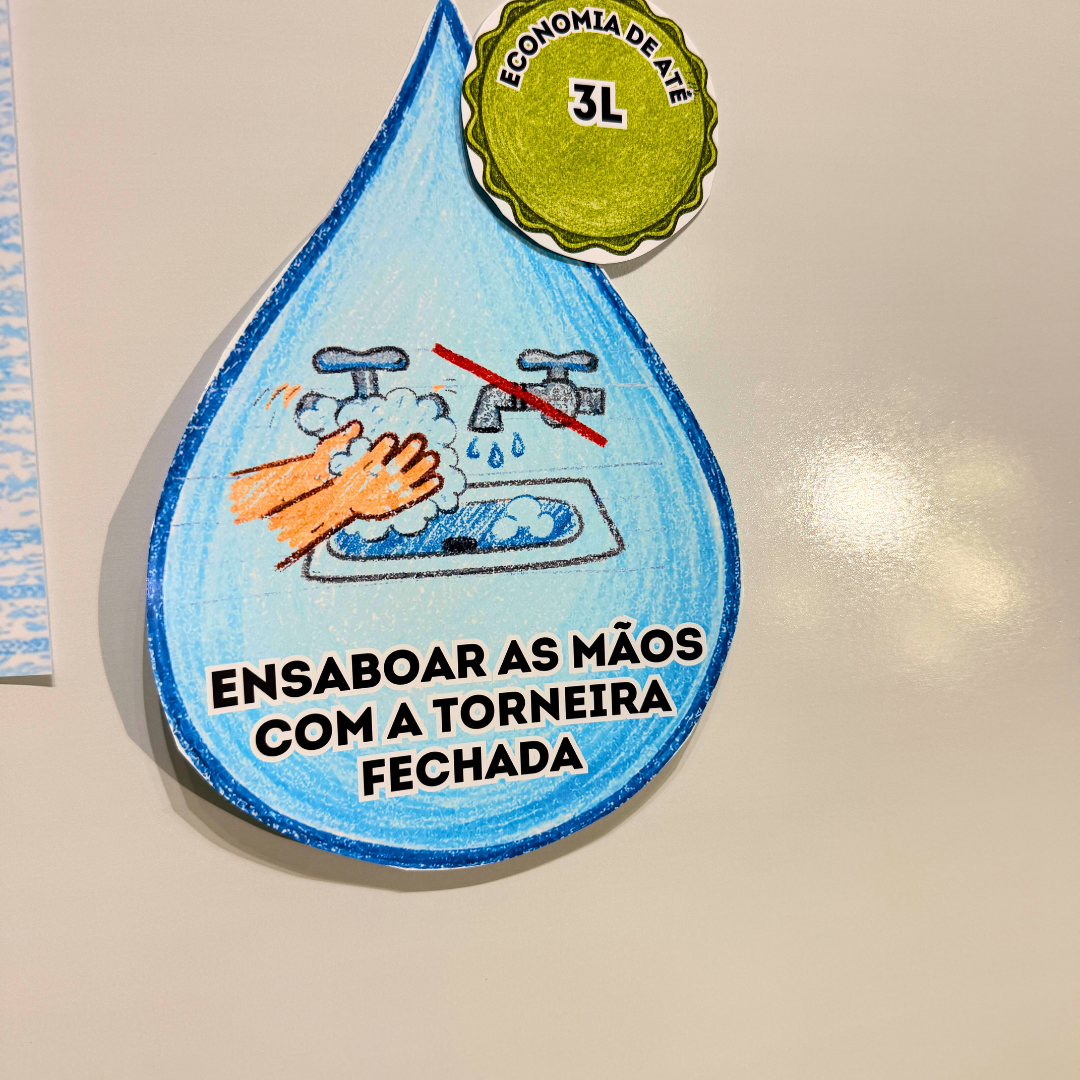 ECONOMIA DE ATÉ
3L
ENSABOAR AS MÃOS
COM A TORNEIRA
FECHADA